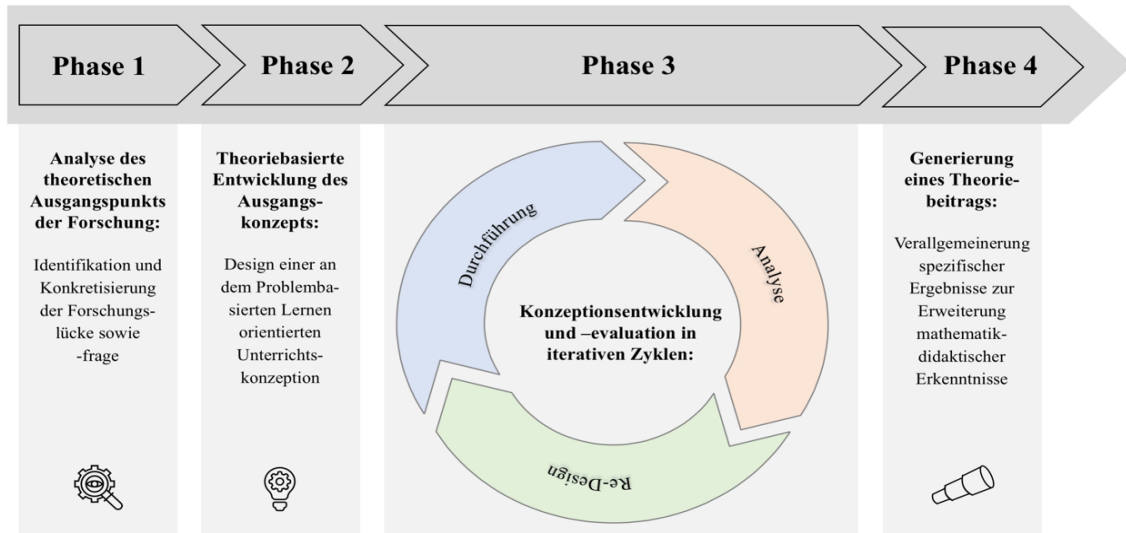 Phase 1
Phase 2
Phase 3
Phase 4
Analyse des
theoretischen
Ausgangspunkts
der Forschung:
Identifikation und
Konkretisierung
der Forschungs-
lücke sowie
-frage
Theoriebasierte
Entwicklung des
Ausgangs-
konzepts:
Design einer an
dem Problemba-
sierten Lernen
orientierten
Unterrichts-
konzeption
Durchführung
Analyse
Re-Design
Konzeptionsentwicklung
und –evaluation in
iterativen Zyklen:
Generierung
eines Theorie-
beitrags:
Verallgemeinerung
spezifischer
Ergebnisse zur
Erweiterung
mathematik-
didaktischer
Erkenntnisse